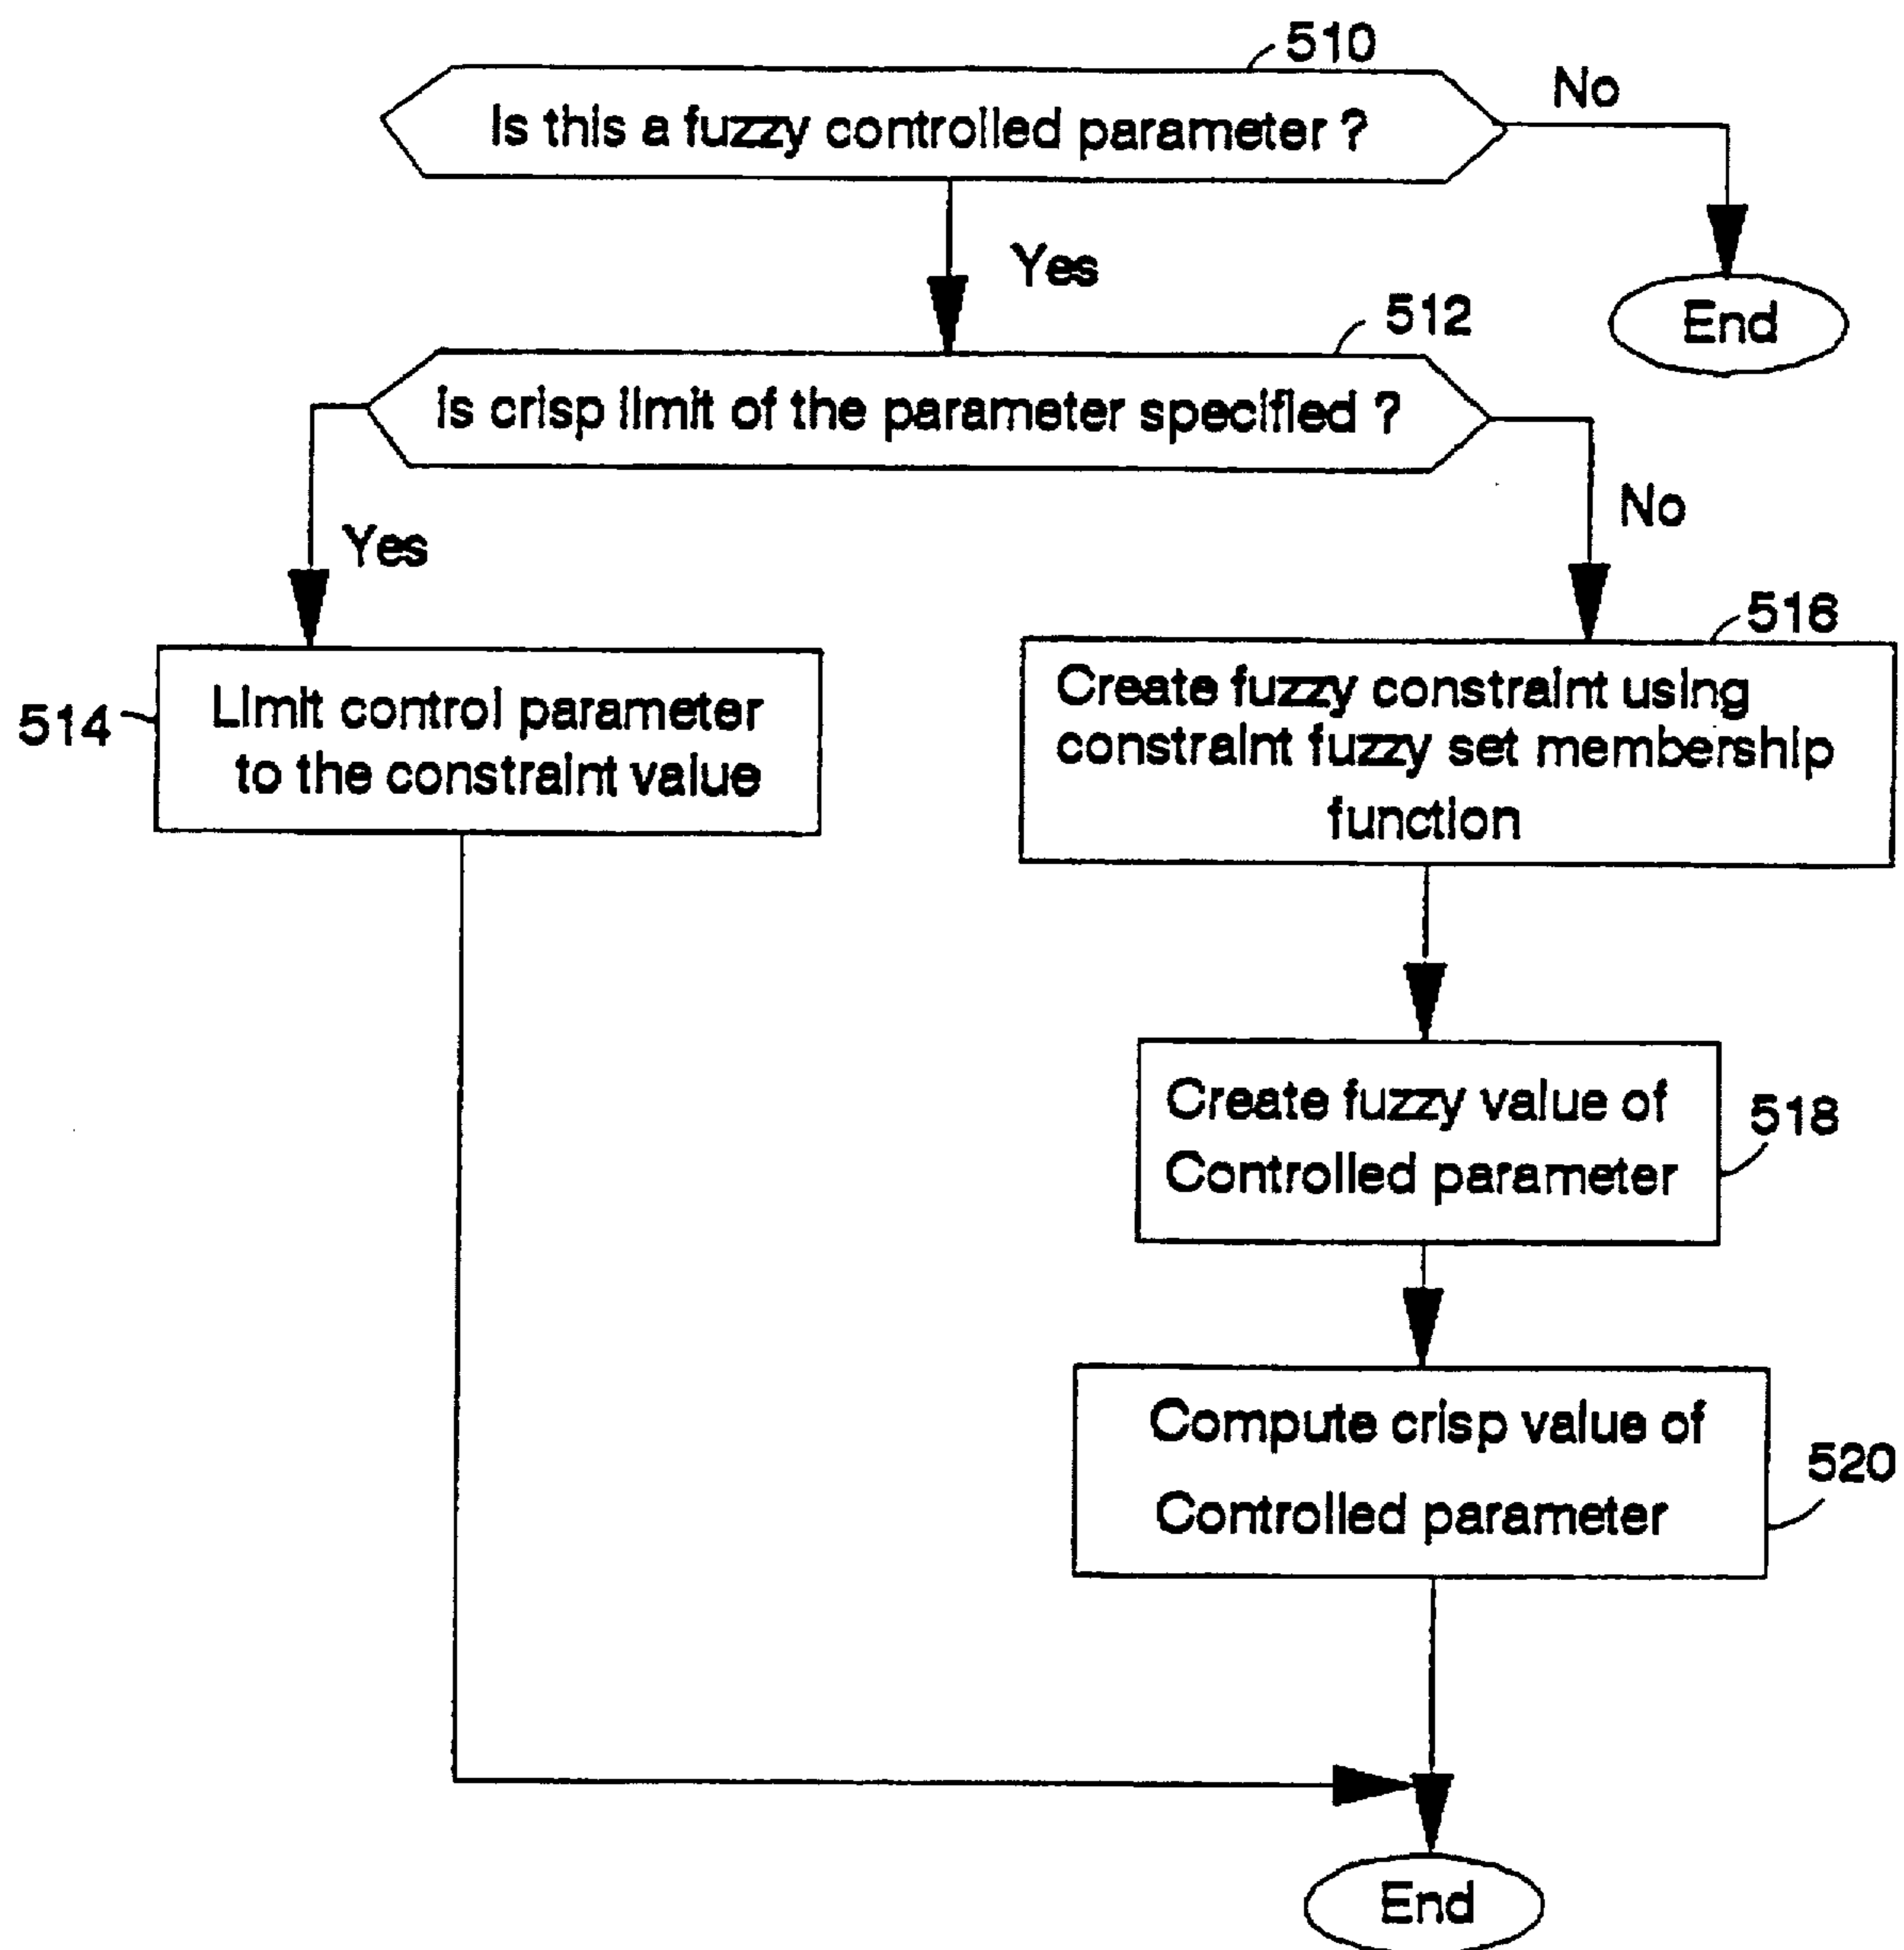 510
Is this a fuzzy controlled parameter ?
No
Yes
End
512
Is crisp limit of the parameter specified ?
No
Yes
516
514
Limit control parameter
to the constraint value
Create fuzzy constraint using
constraint fuzzy set membership
function
Create fuzzy value of
Controlled parameter
518
Compute crisp value of
Controlled parameter
520
End